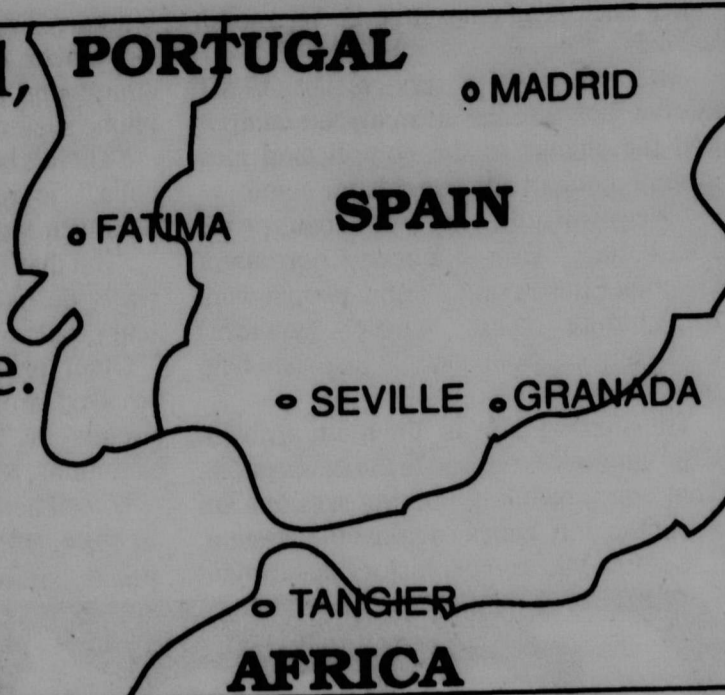 PORTUGAL
MADRID
SPAIN
FATIMA
SEVILLE
GRANADA
TANGIER
AFRICA